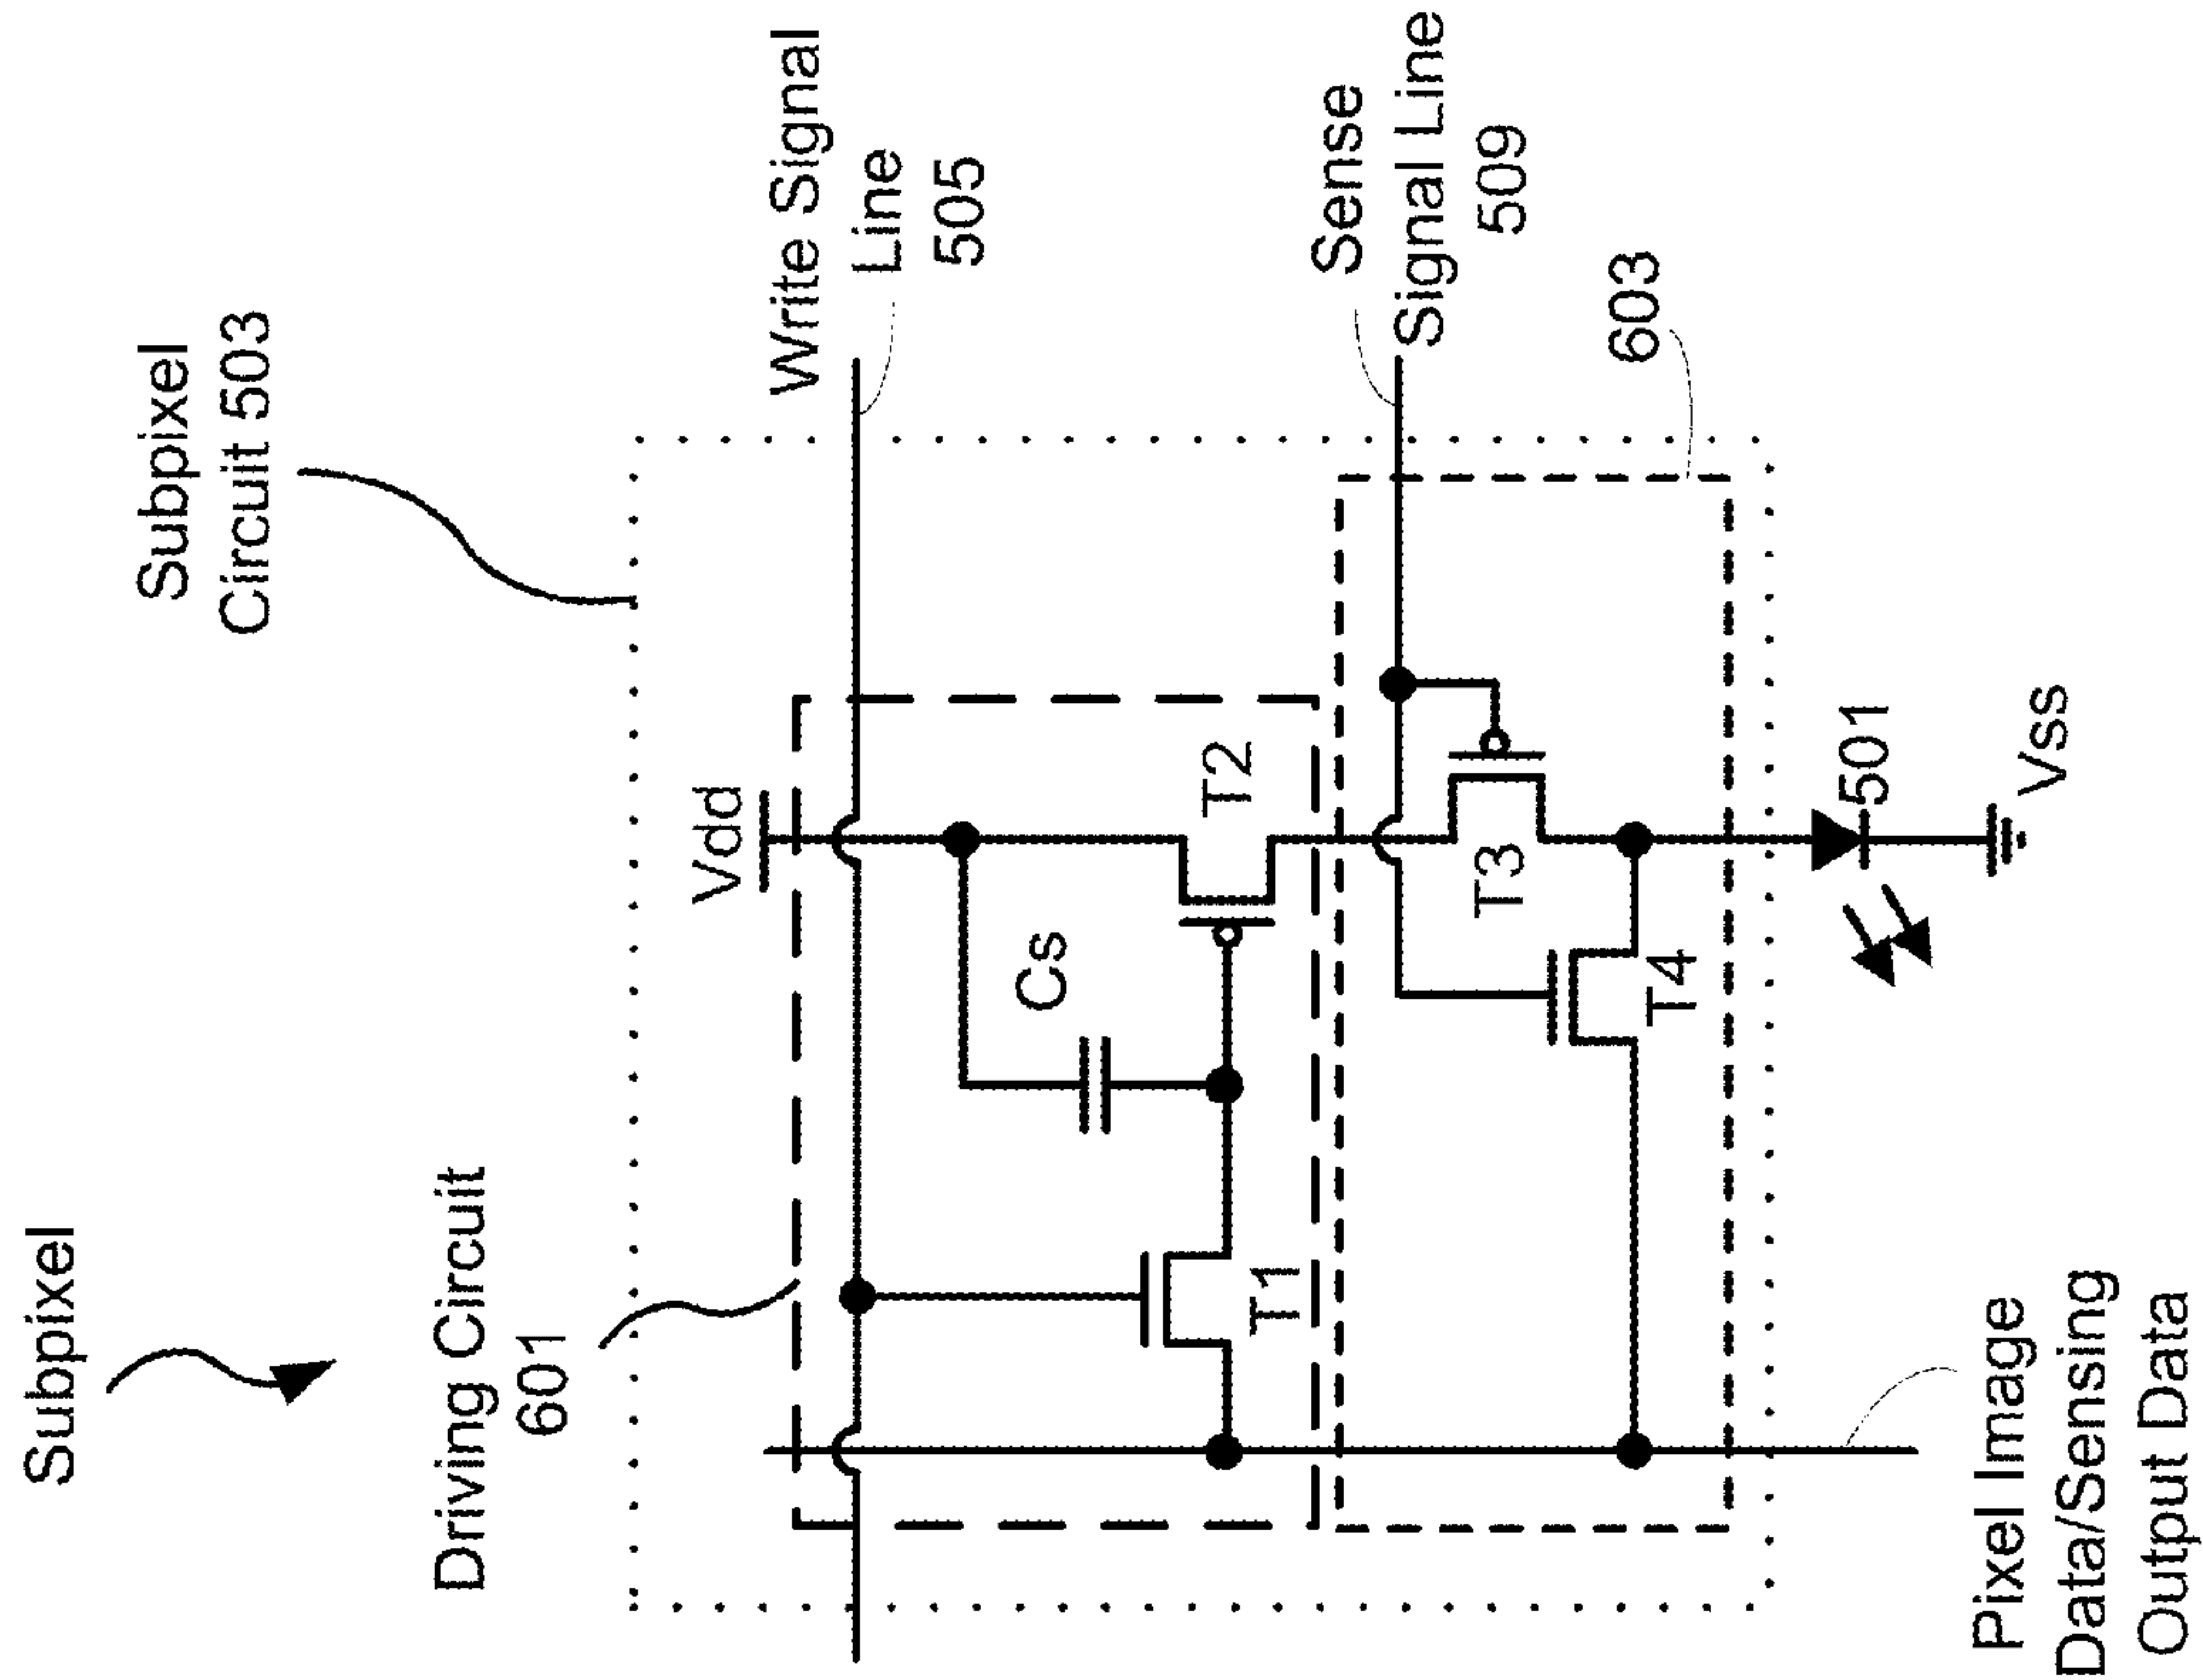 Subpixel
Subpixel
Circuit 503
Driving Circuit
601
Vdd
Write Signal
Line
505
Cs
T2
T1
Sense
Signal Line
509
T3
T4
603
501
Vss
Pixel Image
Data/Sensing
Output Data